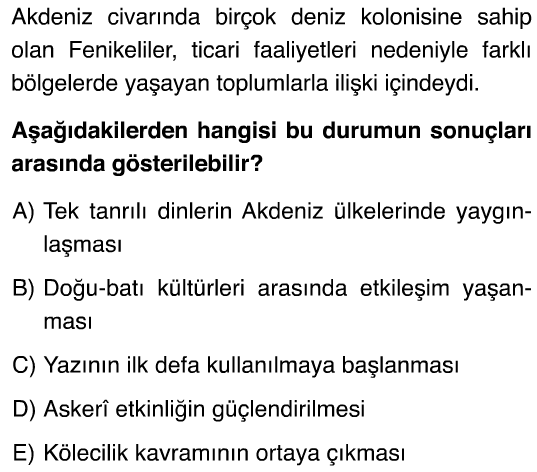 Akdeniz civarında birçok deniz kolonisine sahip
olan Fenikeliler, ticari faaliyetleri nedeniyle farklı
bölgelerde yaşayan toplumlarla ilişki içindeydi.
Aşağıdakilerden hangisi bu durumun sonuçları
arasında gösterilebilir?
A) Tek tanrılı dinlerin Akdeniz ülkelerinde yaygın-
laşması
B) Doğu-batı kültürleri arasında etkileşim yaşan-
ması
C) Yazının ilk defa kullanılmaya başlanması
D) Askerî etkinliğin güçlendirilmesi
E) Kölecilik kavramının ortaya çıkması